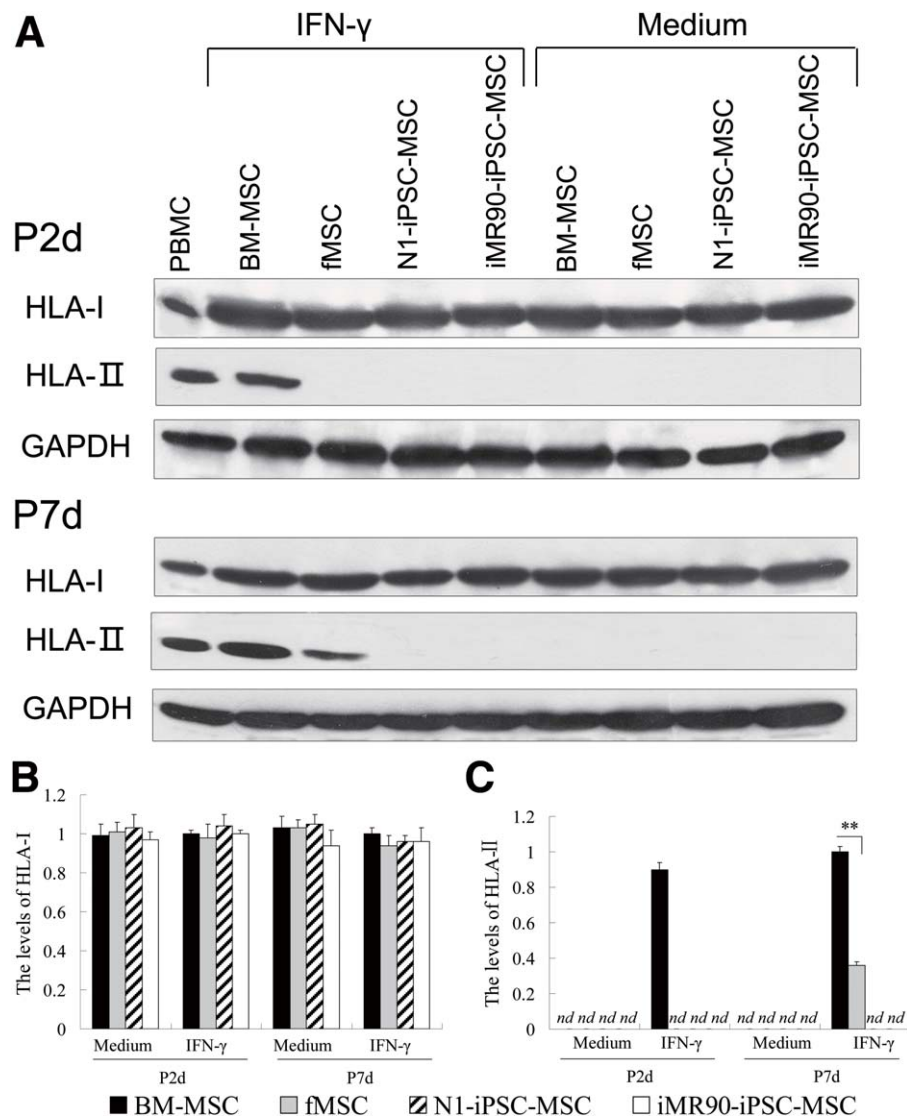 A
IFN-γ
Medium
PBMC
BM-MSC
fMSC
N1-iPSC-MSC
iMR90-iPSC-MSC
BM-MSC
fMSC
N1-iPSC-MSC
iMR90-iPSC-MSC
P2d
HLA-I
HLA-II
GAPDH
P7d
HLA-I
HLA-II
GAPDH
B
The levels of HLA-I
1.2
1
0.8
0.6
0.4
0.2
0
Medium
IFN-γ
Medium
IFN-γ
P2d
P7d
C
The levels of HLA-II
1.2
1
0.8
0.6
0.4
0.2
0
**
nd nd nd nd
nd nd nd
nd nd nd nd
nd nd
Medium
IFN-γ
Medium
IFN-γ
P2d
P7d
BM-MSC
fMSC
N1-iPSC-MSC
iMR90-iPSC-MSC